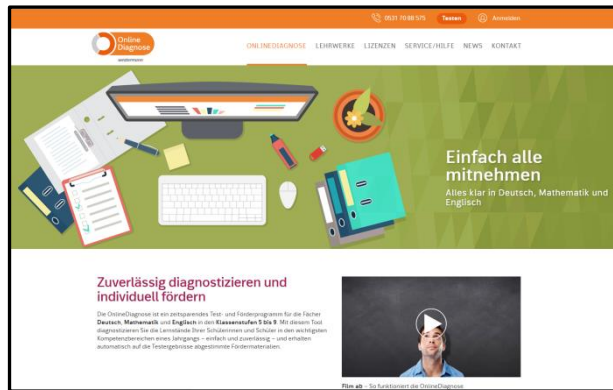 0531 70 88 575 Testen Anmelden
Online
Diagnose
westermann
ONLINEDIAGNOSE LEHRWERKE LIZENZEN SERVICE/HILFE NEWS KONTAKT
Einfach alle
mitnehmen
Alles klar in Deutsch, Mathematik und
Englisch
Zuverlässig diagnostizieren und
individuell fördern
Die OnlineDiagnose ist ein zeitsparendes Test- und Förderprogramm für die Fächer
Deutsch, Mathematik und Englisch in den Klassenstufen 5 bis 9. Mit diesem Tool
diagnostizieren Sie die Lernstände Ihrer Schülerinnen und Schüler in den wichtigsten
Kompetenzbereichen eines Jahrgangs – einfach und zuverlässig – und erhalten
automatisch auf die Testergebnisse abgestimmte Fördermaterialien.
Film ab – So funktioniert die OnlineDiagnose